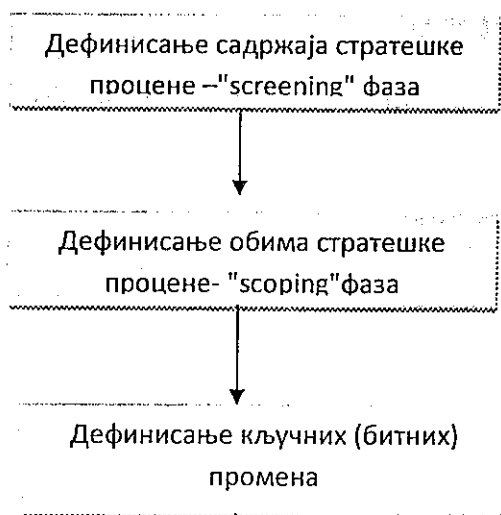 Дефинисање садржаја стратешке
процене –"screening" фаза
Дефинисање обима стратешке
процене- "scoping"фаза
Дефинисање кључних (битних)
промена